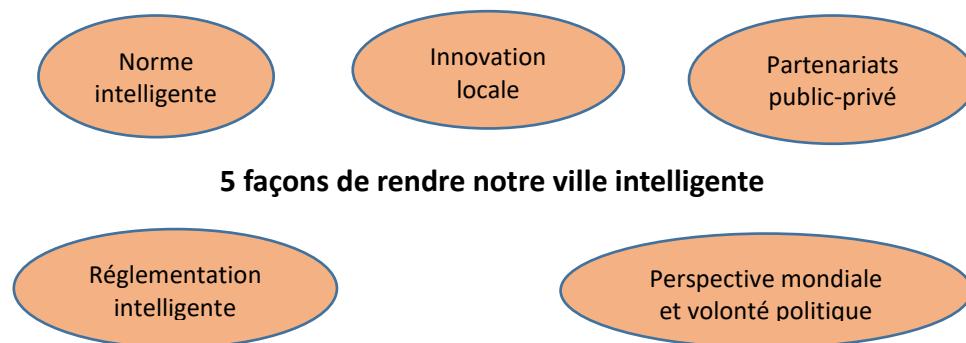 Norme
intelligente
Innovation
locale
Partenariats
public-privé
5 façons de rendre notre ville intelligente
Réglementation
intelligente
Perspective mondiale
et volonté politique